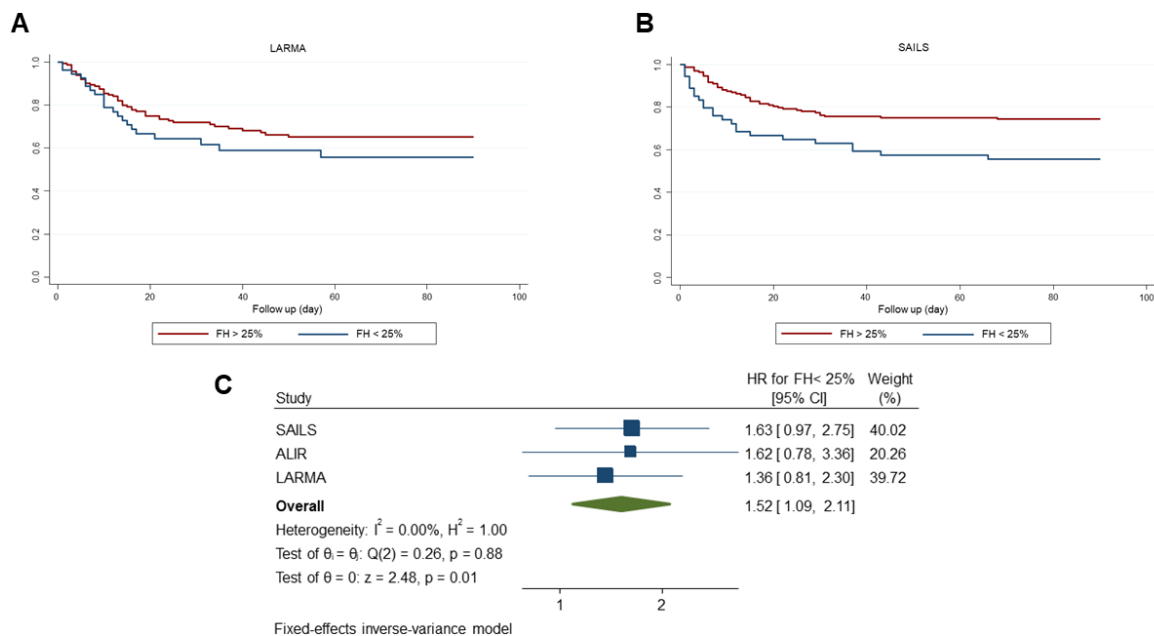 A
LARMA
1.0
0.8
0.6
0.4
0.2
0.0
0 20 40 60 80 100
Follow up (day)
FH > 25% FH < 25%
B
SAILS
1.0
0.8
0.6
0.4
0.2
0.0
0 20 40 60 80 100
Follow up (day)
FH > 25% FH < 25%
C
HR for FH< 25% Weight
Study [95% CI] (%)
SAILS 1.63 [ 0.97, 2.75] 40.02
ALIR 1.62 [ 0.78, 3.36] 20.26
LARMA 1.36 [ 0.81, 2.30] 39.72
Overall 1.52 [ 1.09, 2.11]
Heterogeneity: I² = 0.00%, H² = 1.00
Test of θᵢ = θⱼ: Q(2) = 0.26, p = 0.88
Test of θ = 0: z = 2.48, p = 0.01
1 2
Fixed-effects inverse-variance model